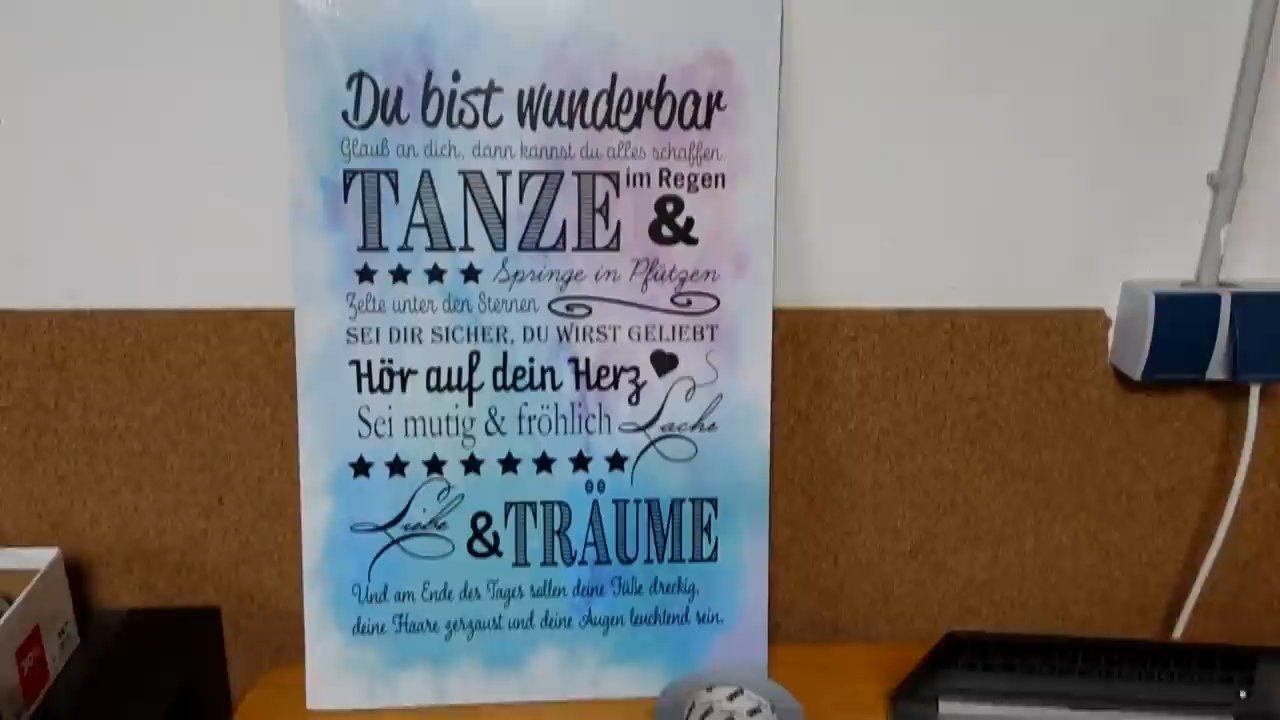 Du bist wunderbar
Glaub an dich, dann kannst du alles schaffen.
TANZE im Regen
&
Springe in Pfützen
Zelte unter den Sternen
SEI DIR SICHER, DU WIRST GELIEBT
Hör auf dein Herz
Sei mutig & fröhlich Lache
Liebe & TRÄUME
Und am Ende des Tages sollen deine Füße dreckig,
deine Haare zerzaust und deine Augen leuchtend sein.